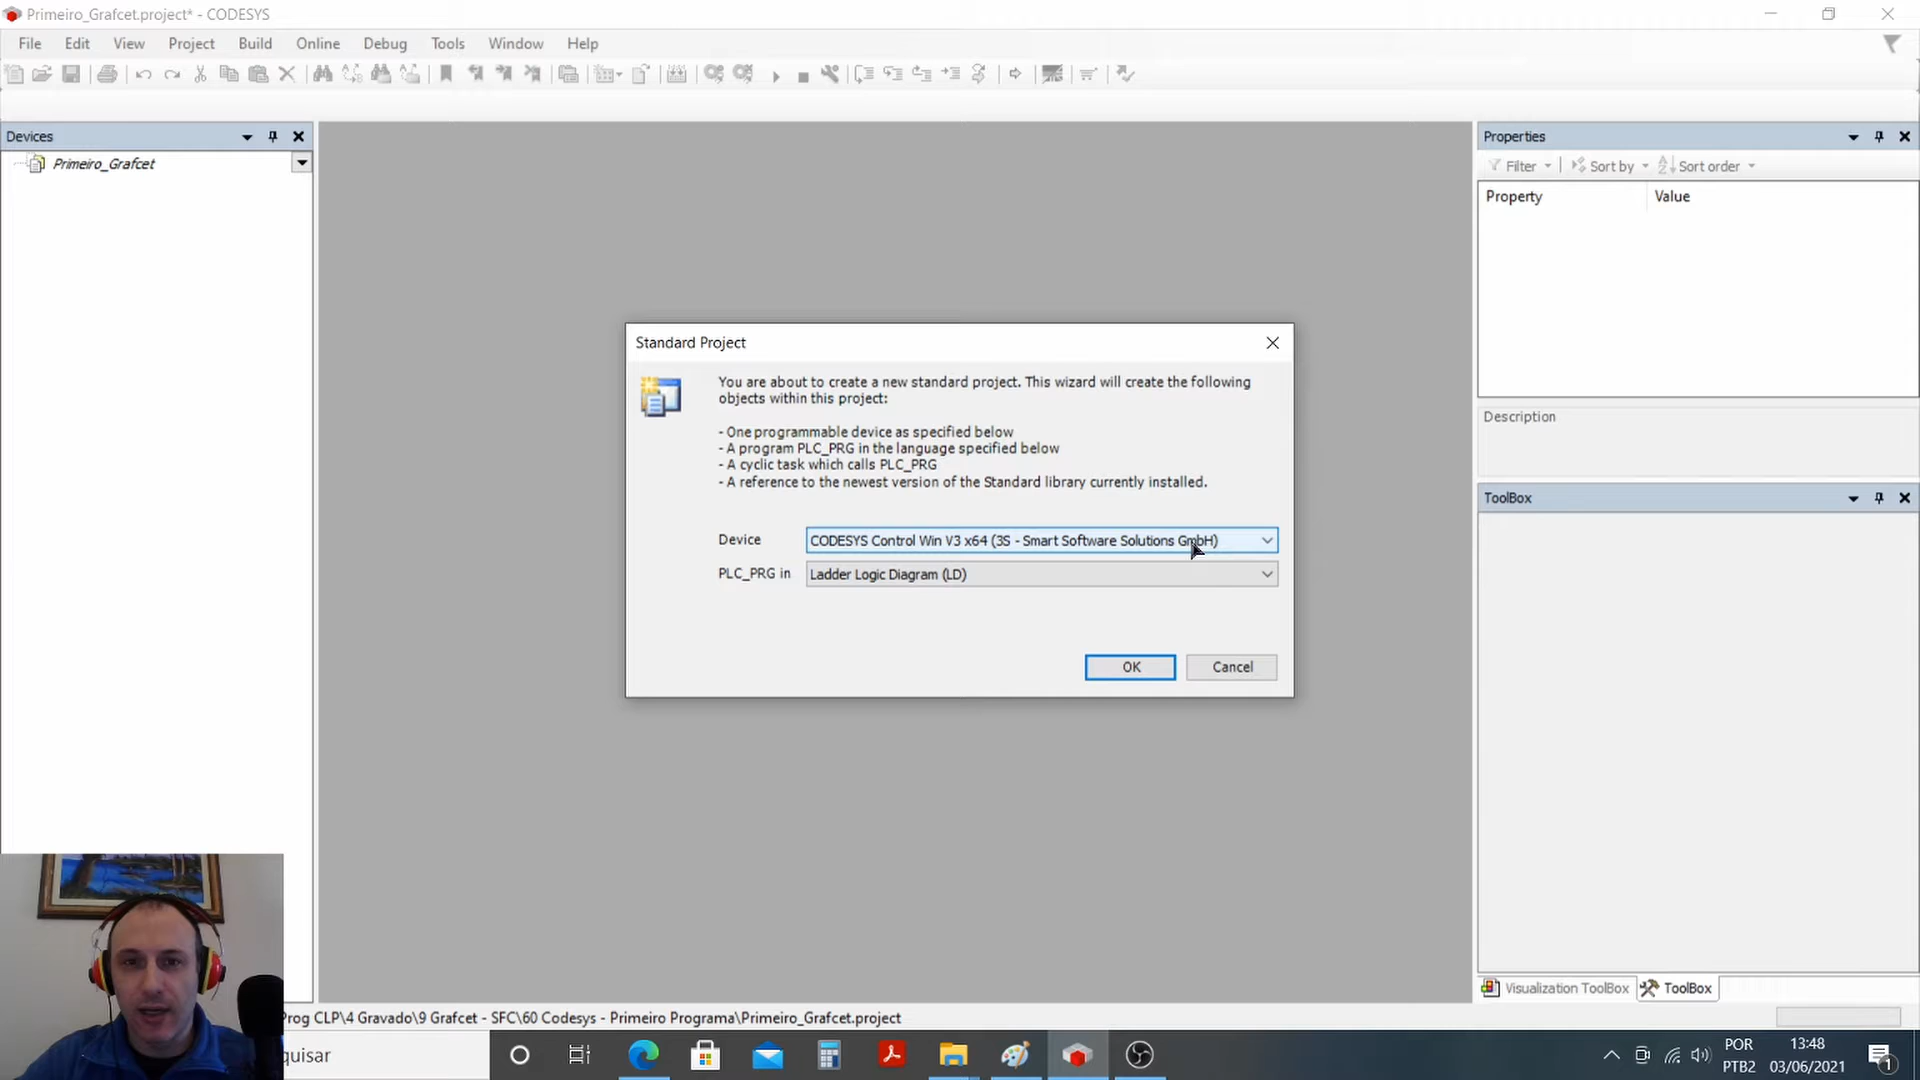 Primeiro_Grafcet.project* - CODESYS
File Edit View Project Build Online Debug Tools Window Help
Devices
Primeiro_Grafcet
Properties
Filter Sort by Sort order
Property Value
Description
ToolBox
Standard Project
You are about to create a new standard project. This wizard will create the following
objects within this project:
- One programmable device as specified below
- A program PLC_PRG in the language specified below
- A cyclic task which calls PLC_PRG
- A reference to the newest version of the Standard library currently installed.
Device CODESYS Control Win V3 x64 (3S - Smart Software Solutions GmbH)
PLC_PRG in Ladder Logic Diagram (LD)
OK Cancel
Visualization ToolBox ToolBox
Prog CLP\4 Gravado\9 Grafcet - SFC\60 Codesys - Primeiro Programa\Primeiro_Grafcet.project
quisar
POR 13:48
PTB2 03/06/2021
1